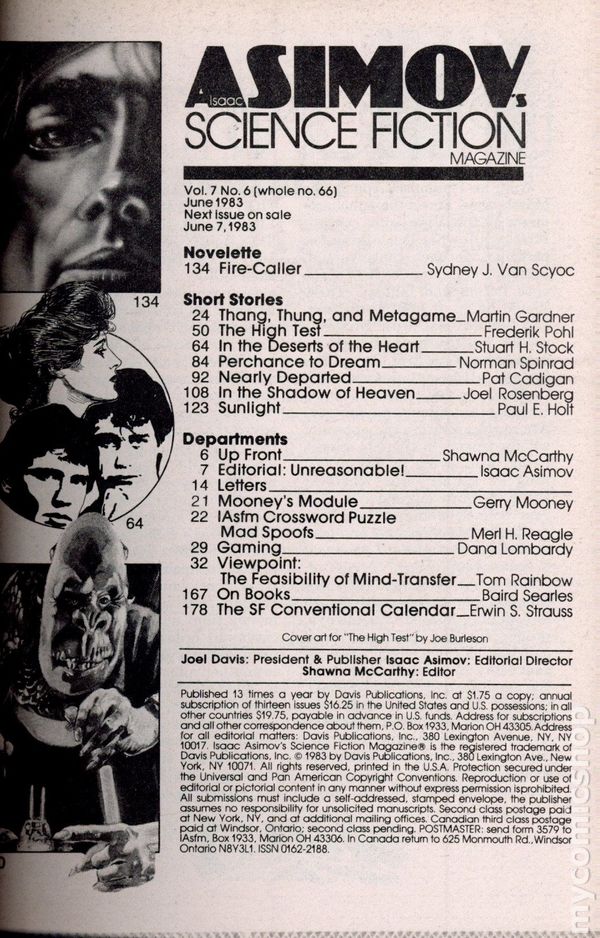 Isaac
ASIMOV's
SCIENCE FICTION
MAGAZINE
Vol. 7 No. 6 (whole no. 66)
June 1983
Next issue on sale
June 7, 1983
Novelette
134 Fire-Caller Sydney J. Van Scyoc
134
Short Stories
24 Thang, Thung, and Metagame Martin Gardner
50 The High Test Frederik Pohl
64 In the Deserts of the Heart Stuart H. Stock
84 Perchance to Dream Norman Spinrad
92 Nearly Departed Pat Cadigan
108 In the Shadow of Heaven Joel Rosenberg
123 Sunlight Paul E. Holt
64
Departments
6 Up Front Shawna McCarthy
7 Editorial: Unreasonable! Isaac Asimov
14 Letters
21 Mooney's Module Gerry Mooney
22 IAsfm Crossword Puzzle
Mad Spoofs Merl H. Reagle
29 Gaming Dana Lombardy
32 Viewpoint:
The Feasibility of Mind-Transfer Tom Rainbow
167 On Books Baird Searles
178 The SF Conventional Calendar Erwin S. Strauss
Cover art for "The High Test" by Joe Burleson
Joel Davis: President & Publisher Isaac Asimov: Editorial Director
Shawna McCarthy: Editor
Published 13 times a year by Davis Publications, Inc. at $1.75 a copy; annual
subscription of thirteen issues $16.25 in the United States and U.S. possessions; in all
other countries $19.75, payable in advance in U.S. funds. Address for subscriptions
and all other correspondence about them, P.O. Box 1933, Marion OH 43305. Address
for all editorial matters: Davis Publications, Inc., 380 Lexington Avenue, NY, NY
10017. Isaac Asimov's Science Fiction Magazine® is the registered trademark of
Davis Publications, Inc. © 1983 by Davis Publications, Inc., 380 Lexington Ave., New
York, NY 10071. All rights reserved, printed in the U.S.A. Protection secured under
the Universal and Pan American Copyright Conventions. Reproduction or use of
editorial or pictorial content in any manner without express permission isprohibited.
All submissions must include a self-addressed, stamped envelope, the publisher
assumes no responsibility for unsolicited manuscripts. Second class postage paid
at New York, NY, and at additional mailing offices. Canadian third class postage
paid at Windsor, Ontario; second class pending. POSTMASTER: send form 3579 to
IAsfm, Box 1933, Marion OH 43306. In Canada return to 625 Monmouth Rd., Windsor
Ontario N8Y3L1. ISSN 0162-2188.
mycomicshop